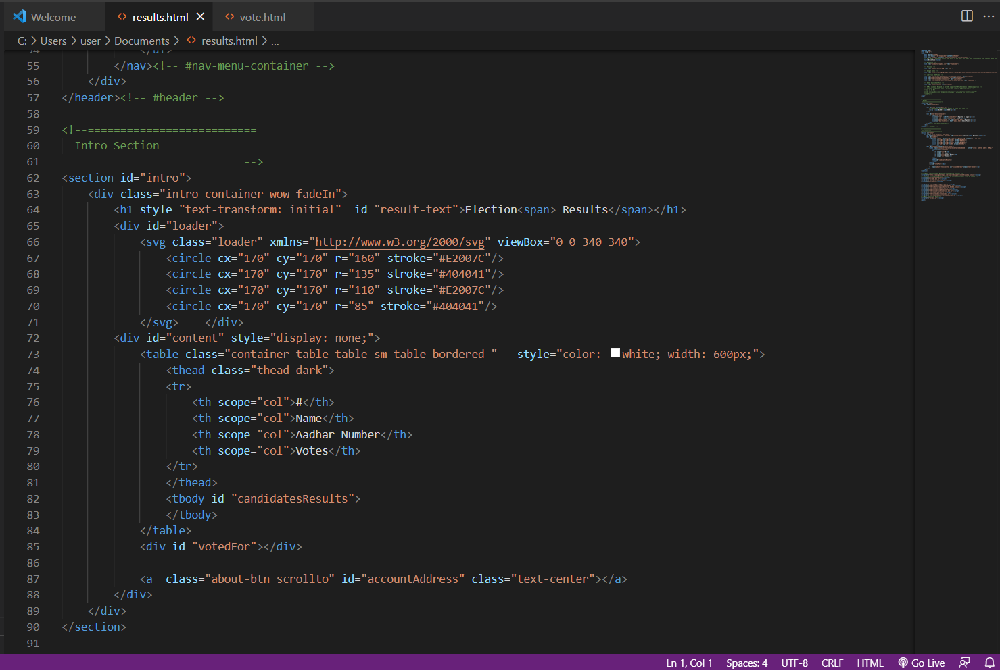 Welcome
results.html
vote.html
C: > Users > user > Documents > <> results.html > ...
54 </ul>
55 </nav><!-- #nav-menu-container -->
56 </div>
57 </header><!-- #header -->
58
59 <!--==========================
60 Intro Section
61 ============================-->
62 <section id="intro">
63 <div class="intro-container wow fadeIn">
64 <h1 style="text-transform: initial"  id="result-text">Election<span> Results</span></h1>
65 <div id="loader">
66 <svg class="loader" xmlns="http://www.w3.org/2000/svg" viewBox="0 0 340 340">
67 <circle cx="170" cy="170" r="160" stroke="#E2007C"/>
68 <circle cx="170" cy="170" r="135" stroke="#404041"/>
69 <circle cx="170" cy="170" r="110" stroke="#E2007C"/>
70 <circle cx="170" cy="170" r="85" stroke="#404041"/>
71 </svg>    </div>
72 <div id="content" style="display: none;">
73 <table class="container table table-sm table-bordered "   style="color: white; width: 600px;">
74 <thead class="thead-dark">
75 <tr>
76 <th scope="col">#</th>
77 <th scope="col">Name</th>
78 <th scope="col">Aadhar Number</th>
79 <th scope="col">Votes</th>
80 </tr>
81 </thead>
82 <tbody id="candidatesResults">
83 </tbody>
84 </table>
85 <div id="votedFor"></div>
86
87 <a  class="about-btn scrollto" id="accountAddress" class="text-center"></a>
88 </div>
89 </div>
90 </section>
91
Ln 1, Col 1 Spaces: 4 UTF-8 CRLF HTML Go Live